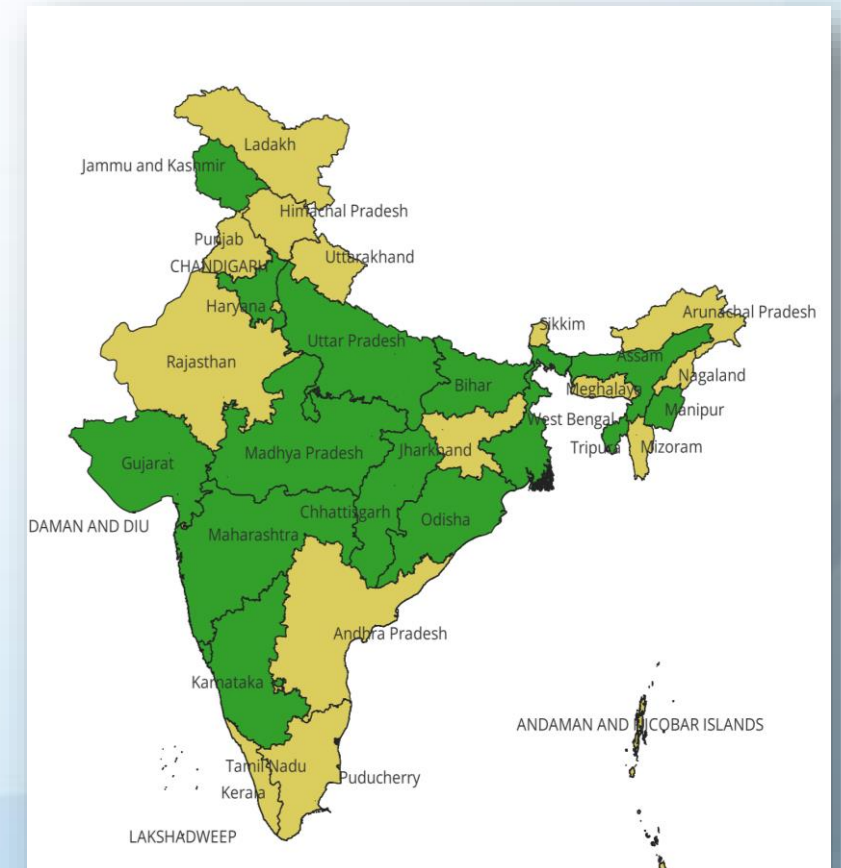 Ladakh
Jammu and Kashmir
Himachal Pradesh
Punjab
Uttarakhand
CHANDIGARH
Haryana
Sikkim
Arunachal Pradesh
Uttar Pradesh
Assam
Rajasthan
Nagaland
Bihar
Meghalaya
Manipur
West Bengal
Madhya Pradesh
Jharkhand
Tripura
Mizoram
Gujarat
Chhattisgarh
Odisha
DAMAN AND DIU
Maharashtra
Andhra Pradesh
Karnataka
ANDAMAN AND NICOBAR ISLANDS
Tamil Nadu
Puducherry
Kerala
LAKSHADWEEP